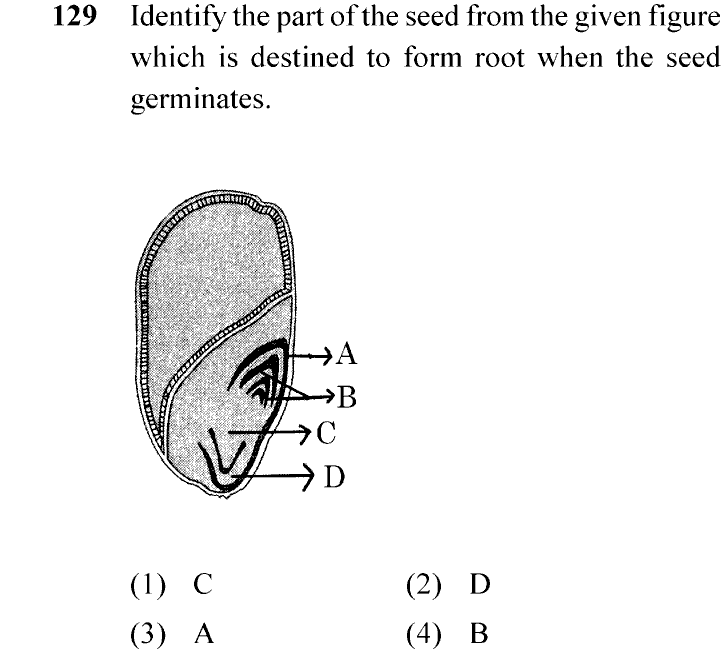 129 Identify the part of the seed from the given figure
which is destined to form root when the seed
germinates.
A
B
C
D
(1) C (2) D
(3) A (4) B